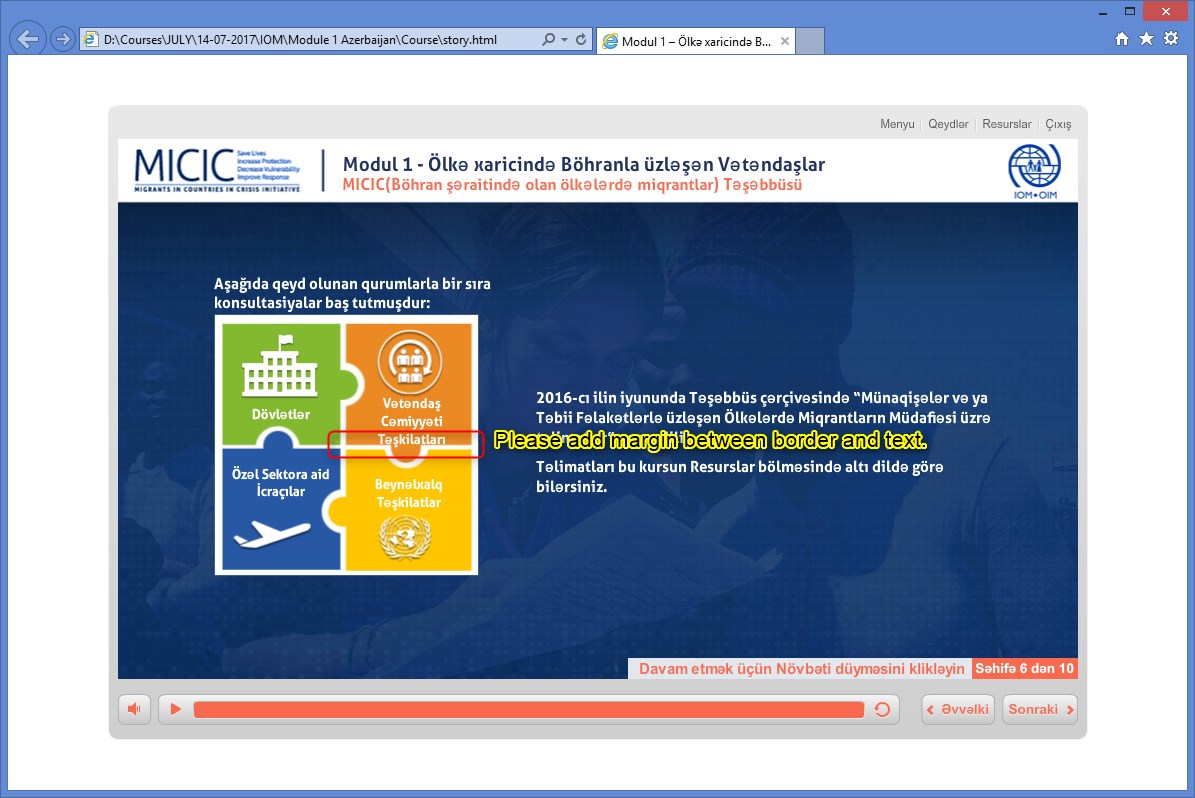 D:\Courses\JULY\14-07-2017\IOM\Module 1 Azerbaijan\Course\story.html
Modul 1 – Ölkə xaricində B...
Menyu Qeydlər Resurslar Çıxış
MICIC
Save Lives
Increase Protection
Decrease Vulnerability
Improve Response
MIGRANTS IN COUNTRIES IN CRISIS INITIATIVE
Modul 1 - Ölkə xaricində Böhranla üzləşən Vətəndaşlar
MICIC(Böhran şəraitində olan ölkələrdə miqrantlar) Təşəbbüsü
IOM•OIM
Aşağıda qeyd olunan qurumlarla bir sıra
konsultasiyalar baş tutmuşdur:
Dövlətlər
Vətəndaş
Cəmiyyəti
Təşkilatları
Özəl Sektora aid
İcraçılar
Beynəlxalq
Təşkilatlar
2016-cı ilin iyununda Təşəbbüs çərçivəsində “Münaqişələr və ya
Təbii Fəlakətlərlə üzləşən Ölkələrdə Miqrantların Müdafiəsi üzrə
Please add margin between border and text.
Təlimatları bu kursun Resurslar bölməsində altı dildə görə
bilərsiniz.
Davam etmək üçün Növbəti düyməsini klikləyin
Səhifə 6 dən 10
Əvvəlki
Sonraki